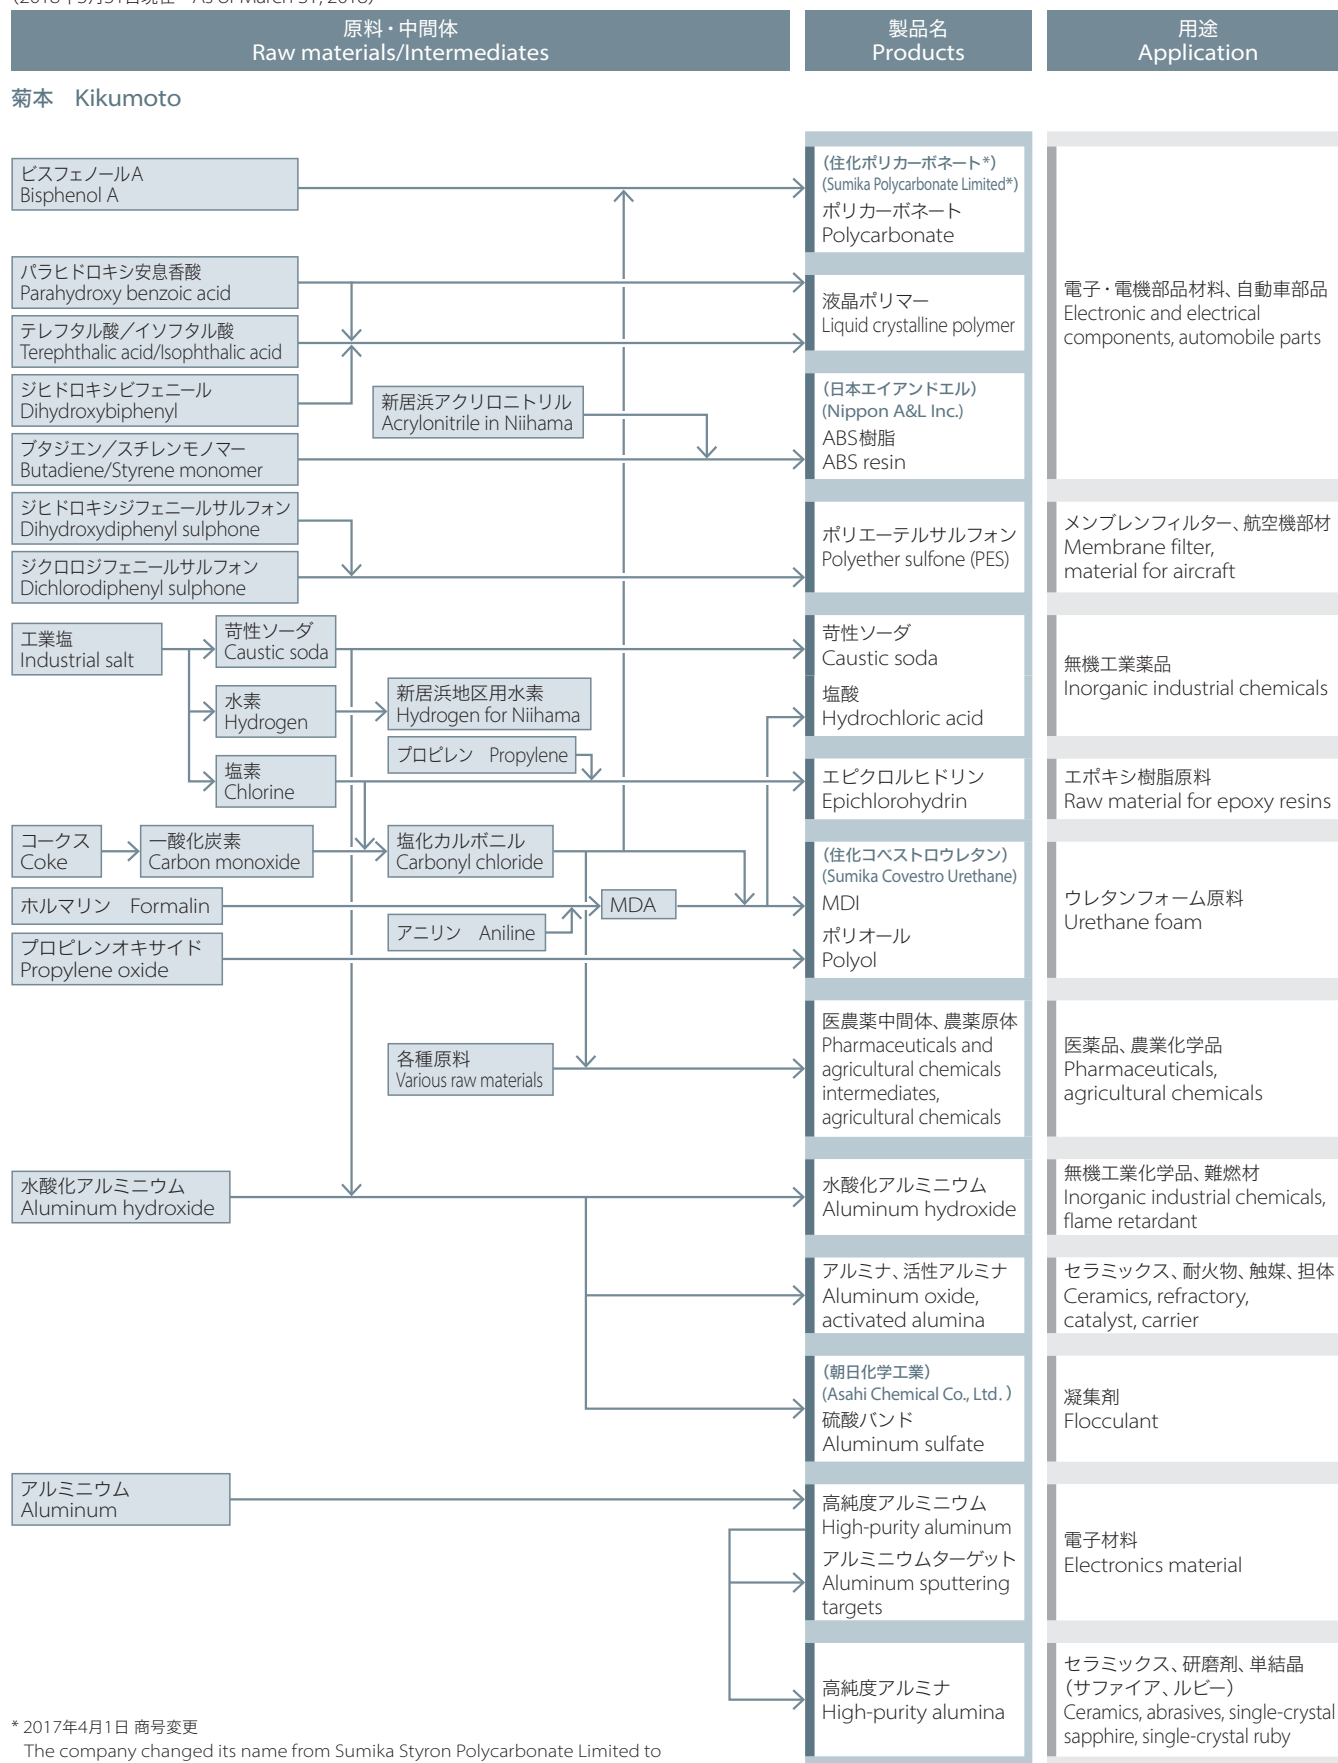 (2018年3月31日現在 As of March 31, 2018)
原料・中間体
Raw materials/Intermediates
製品名
Products
用途
Application
菊本 Kikumoto
ビスフェノールA
Bisphenol A
(住化ポリカーボネート*)
(Sumika Polycarbonate Limited*)
ポリカーボネート
Polycarbonate
パラヒドロキシ安息香酸
Parahydroxy benzoic acid
テレフタル酸／イソフタル酸
Terephthalic acid/Isophthalic acid
液晶ポリマー
Liquid crystalline polymer
電子・電機部品材料、自動車部品
Electronic and electrical
components, automobile parts
ジヒドロキシビフェニール
Dihydroxybiphenyl
新居浜アクリロニトリル
Acrylonitrile in Niihama
ブタジエン／スチレンモノマー
Butadiene/Styrene monomer
(日本エイアンドエル)
(Nippon A&L Inc.)
ABS樹脂
ABS resin
ジヒドロキシジフェニールサルフォン
Dihydroxydiphenyl sulphone
ジクロロジフェニールサルフォン
Dichlorodiphenyl sulphone
ポリエーテルサルフォン
Polyether sulfone (PES)
メンブレンフィルター、航空機部材
Membrane filter,
material for aircraft
工業塩
Industrial salt
苛性ソーダ
Caustic soda
苛性ソーダ
Caustic soda
水素
Hydrogen
新居浜地区用水素
Hydrogen for Niihama
塩酸
Hydrochloric acid
無機工業薬品
Inorganic industrial chemicals
プロピレン Propylene
塩素
Chlorine
エピクロルヒドリン
Epichlorohydrin
エポキシ樹脂原料
Raw material for epoxy resins
コークス
Coke
一酸化炭素
Carbon monoxide
塩化カルボニル
Carbonyl chloride
(住化コベストロウレタン)
(Sumika Covestro Urethane)
MDI
ポリオール
Polyol
ウレタンフォーム原料
Urethane foam
ホルマリン Formalin
MDA
アニリン Aniline
プロピレンオキサイド
Propylene oxide
各種原料
Various raw materials
医農薬中間体、農薬原体
Pharmaceuticals and
agricultural chemicals
intermediates,
agricultural chemicals
医薬品、農業化学品
Pharmaceuticals,
agricultural chemicals
水酸化アルミニウム
Aluminum hydroxide
水酸化アルミニウム
Aluminum hydroxide
無機工業化学品、難燃材
Inorganic industrial chemicals,
flame retardant
アルミナ、活性アルミナ
Aluminum oxide,
activated alumina
セラミックス、耐火物、触媒、担体
Ceramics, refractory,
catalyst, carrier
(朝日化学工業)
(Asahi Chemical Co., Ltd.)
硫酸バンド
Aluminum sulfate
凝集剤
Flocculant
アルミニウム
Aluminum
高純度アルミニウム
High-purity aluminum
アルミニウムターゲット
Aluminum sputtering
targets
電子材料
Electronics material
高純度アルミナ
High-purity alumina
セラミックス、研磨剤、単結晶
(サファイア、ルビー)
Ceramics, abrasives, single-crystal
sapphire, single-crystal ruby
* 2017年4月1日 商号変更
The company changed its name from Sumika Styron Polycarbonate Limited to